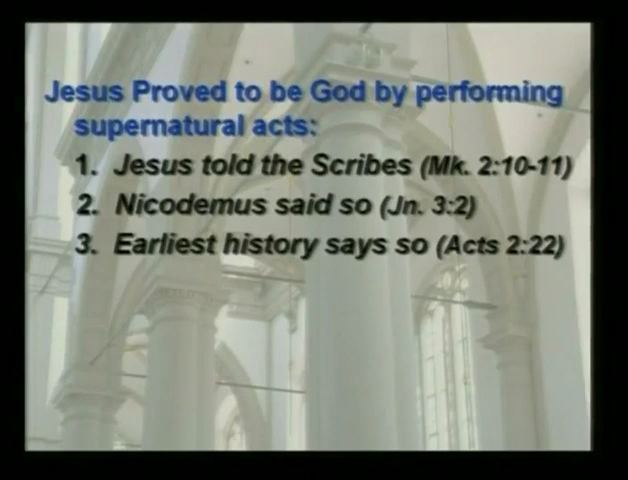 Jesus Proved to be God by performing
supernatural acts:
1. Jesus told the Scribes (Mk. 2:10-11)
2. Nicodemus said so (Jn. 3:2)
3. Earliest history says so (Acts 2:22)